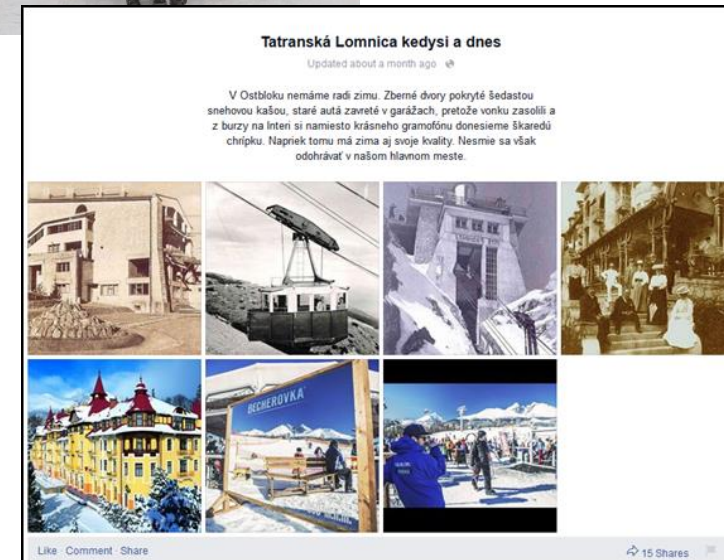 Tatranská Lomnica kedysi a dnes
Updated about a month ago
V Ostbloku nemáme radi zimu. Zberné dvory pokryté šedastou
snehovou kašou, staré autá zavreté v garážach, pretože vonku zasolili a
z burzy na Interi si namiesto krásneho gramofónu donesieme škaredú
chrípku. Napriek tomu má zima aj svoje kvality. Nesmie sa však
odohrávať v našom hlavnom meste.
BECHEROVKA
Like · Comment · Share
15 Shares